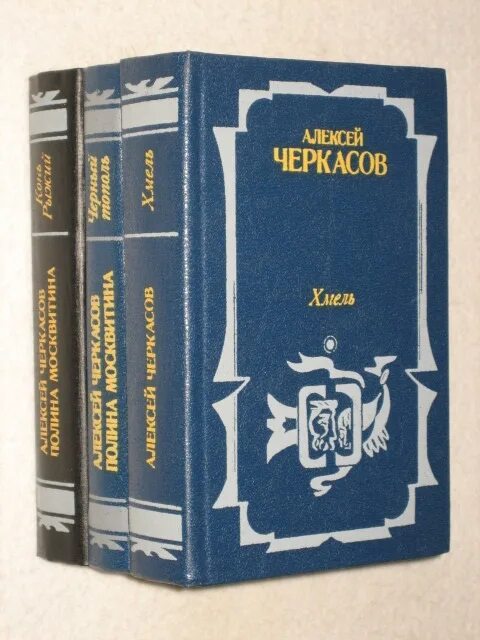 Конь
Рыжий
АЛЕКСЕЙ ЧЕРКАСОВ
ПОЛИНА МОСКВИТИНА
Черный
тополь
АЛЕКСЕЙ ЧЕРКАСОВ
ПОЛИНА МОСКВИТИНА
Хмель
АЛЕКСЕЙ ЧЕРКАСОВ
АЛЕКСЕЙ
ЧЕРКАСОВ
Хмель